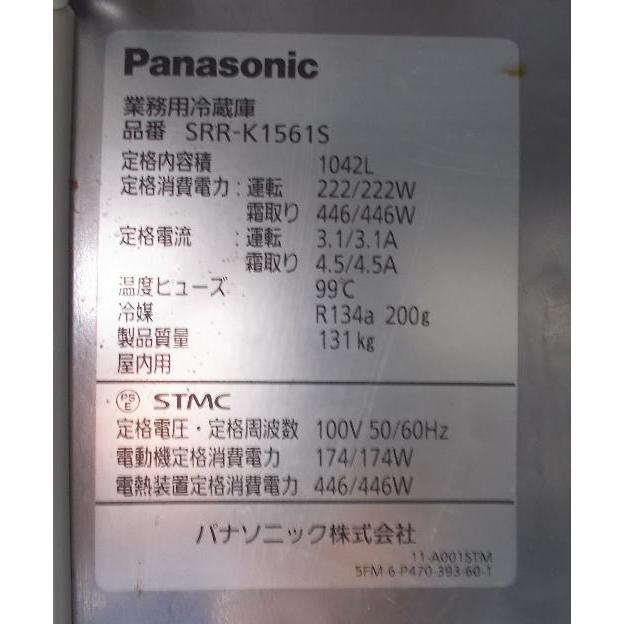 Panasonic
業務用冷蔵庫
品番 SRR-K1561S
定格内容積 1042L
定格消費電力:運転 222/222W
霜取り 446/446W
定格電流 :運転 3.1/3.1A
霜取り 4.5/4.5A
温度ヒューズ 99℃
冷媒 R134a 200g
製品質量 131kg
屋内用
PS E STMC
定格電圧・定格周波数 100V 50/60Hz
電動機定格消費電力 174/174W
電熱装置定格消費電力 446/446W
パナソニック株式会社
11-A001STM
5FM-6-P470-393-60-1